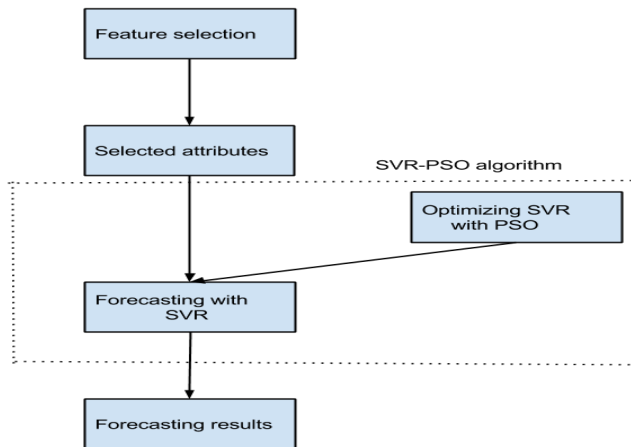 Feature selection
Selected attributes
SVR-PSO algorithm
Optimizing SVR
with PSO
Forecasting with
SVR
Forecasting results